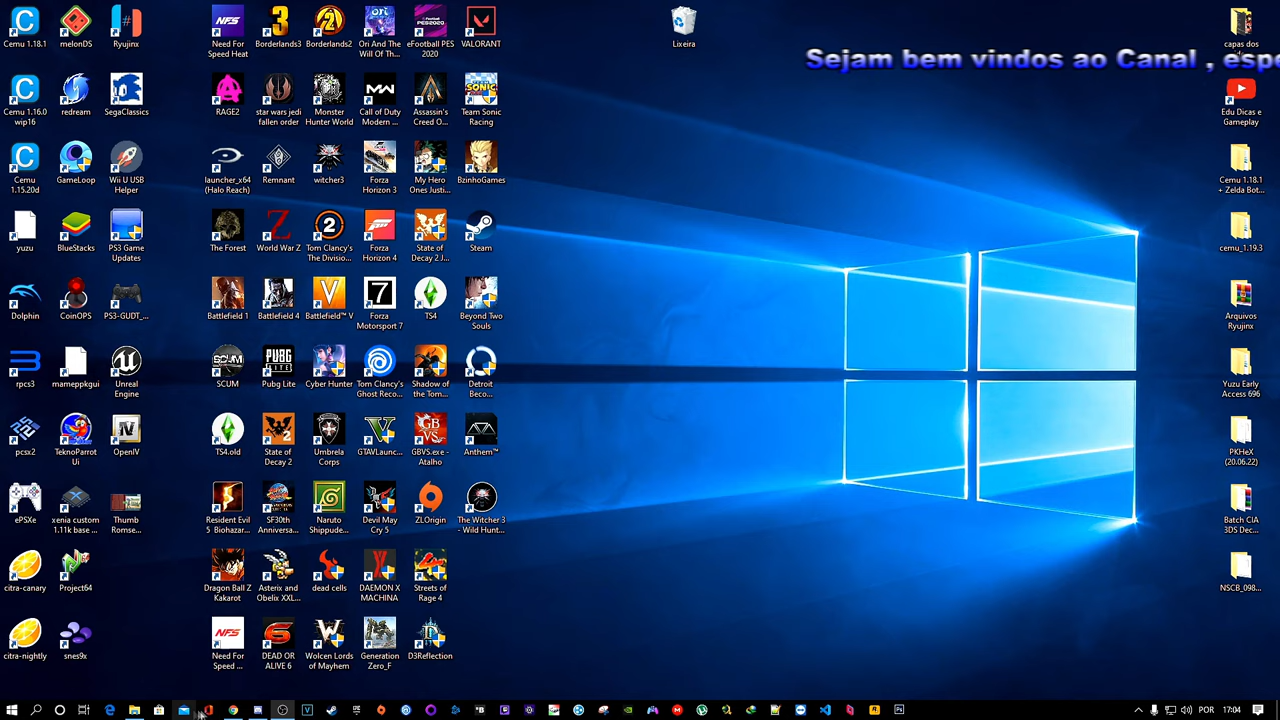 Cemu 1.18.1
melonDS
Ryujinx
Need For
Speed Heat
Borderlands3
Borderlands2
Ori And The
Will Of Th...
eFootball PES
2020
VALORANT
Lixeira
capas dos
Sejam bem vindos ao Canal , espe
Cemu 1.16.0
wip16
redream
SegaClassics
RAGE2
star wars jedi
fallen order
Monster
Hunter World
Call of Duty
Modern ...
Assassin's
Creed O...
Team Sonic
Racing
Edu Dicas e
Gameplay
Cemu
1.15.20d
GameLoop
Wii U USB
Helper
launcher_x64
(Halo Reach)
Remnant
witcher3
Forza
Horizon 3
My Hero
Ones Justi...
BzinhoGames
Cemu 1.18.1
+ Zelda Bot...
yuzu
BlueStacks
PS3 Game
Updates
The Forest
World War Z
Tom Clancy's
The Divisio...
Forza
Horizon 4
State of
Decay 2 J...
Steam
cemu_1.19.3
Dolphin
CoinOPS
PS3-GUDT_...
Battlefield 1
Battlefield 4
Battlefield™ V
Forza
Motorsport 7
TS4
Beyond Two
Souls
Arquivos
Ryujinx
rpcs3
mameppkgui
Unreal
Engine
SCUM
Pubg Lite
Cyber Hunter
Tom Clancy's
Ghost Reco...
Shadow of
the Tom...
Detroit
Beco...
Yuzu Early
Access 696
pcsx2
TeknoParrot
Ui
OpenIV
TS4.old
State of
Decay 2
Umbrela
Corps
GTAVLaunc...
GBVS.exe -
Atalho
Anthem™
PKHeX
(20.06.22)
ePSXe
xenia custom
1.11k base ...
Thumb
Romse...
Resident Evil
5 Biohazar...
SF30th
Anniversa...
Naruto
Shippude...
Devil May
Cry 5
ZLOrigin
The Witcher 3
- Wild Hunt...
Batch CIA
3DS Dec...
citra-canary
Project64
Dragon Ball Z
Kakarot
Asterix and
Obelix XXL...
dead cells
DAEMON X
MACHINA
Streets of
Rage 4
NSCB_098...
citra-nightly
snes9x
Need For
Speed ...
DEAD OR
ALIVE 6
Wolcen Lords
of Mayhem
Generation
Zero_F
D3Reflection
POR
17:04